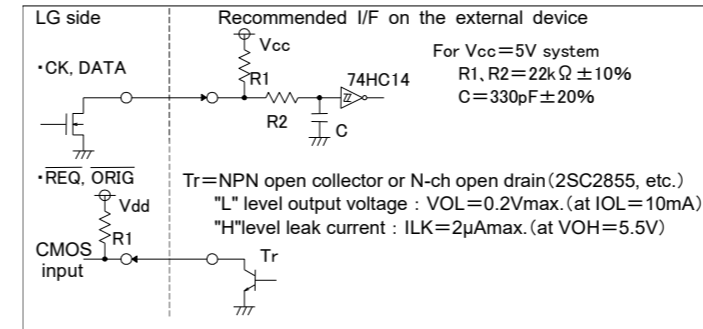 LG side
Recommended I/F on the external device
Vcc
For Vcc=5V system
・CK, DATA
R1
74HC14
R1、R2=22kΩ±10%
C=330pF±20%
R2
C
・REQ, ORIG
Tr=NPN open collector or N-ch open drain(2SC2855, etc.)
Vdd
"L" level output voltage : VOL=0.2Vmax.(at IOL=10mA)
R1
"H"level leak current : ILK=2μAmax.(at VOH=5.5V)
CMOS
input
Tr